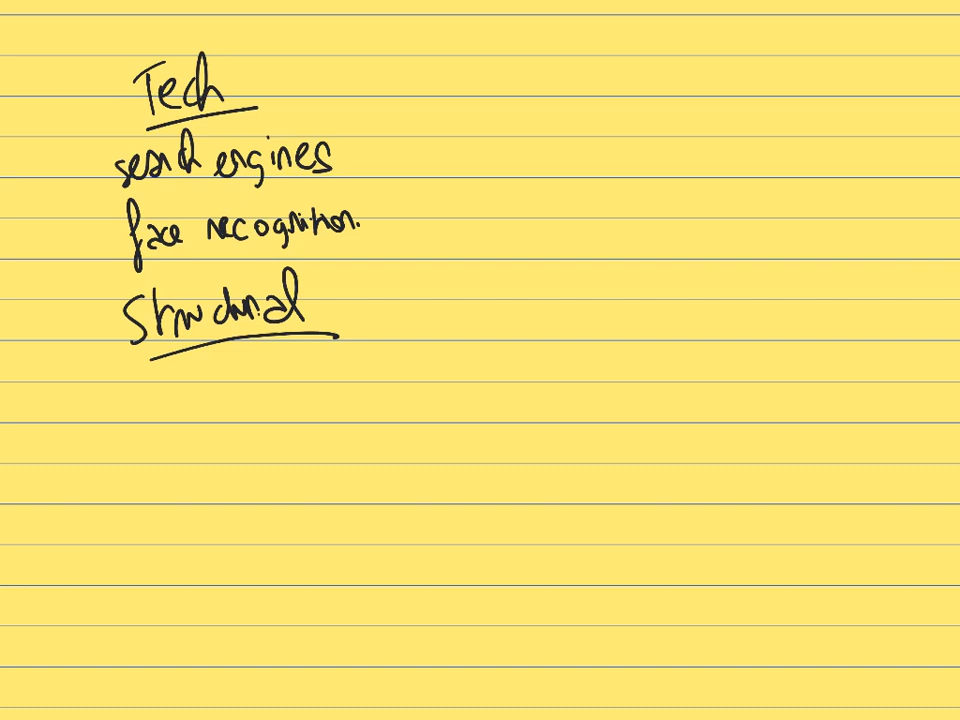 Tech
search engines
face recognition.
Structural